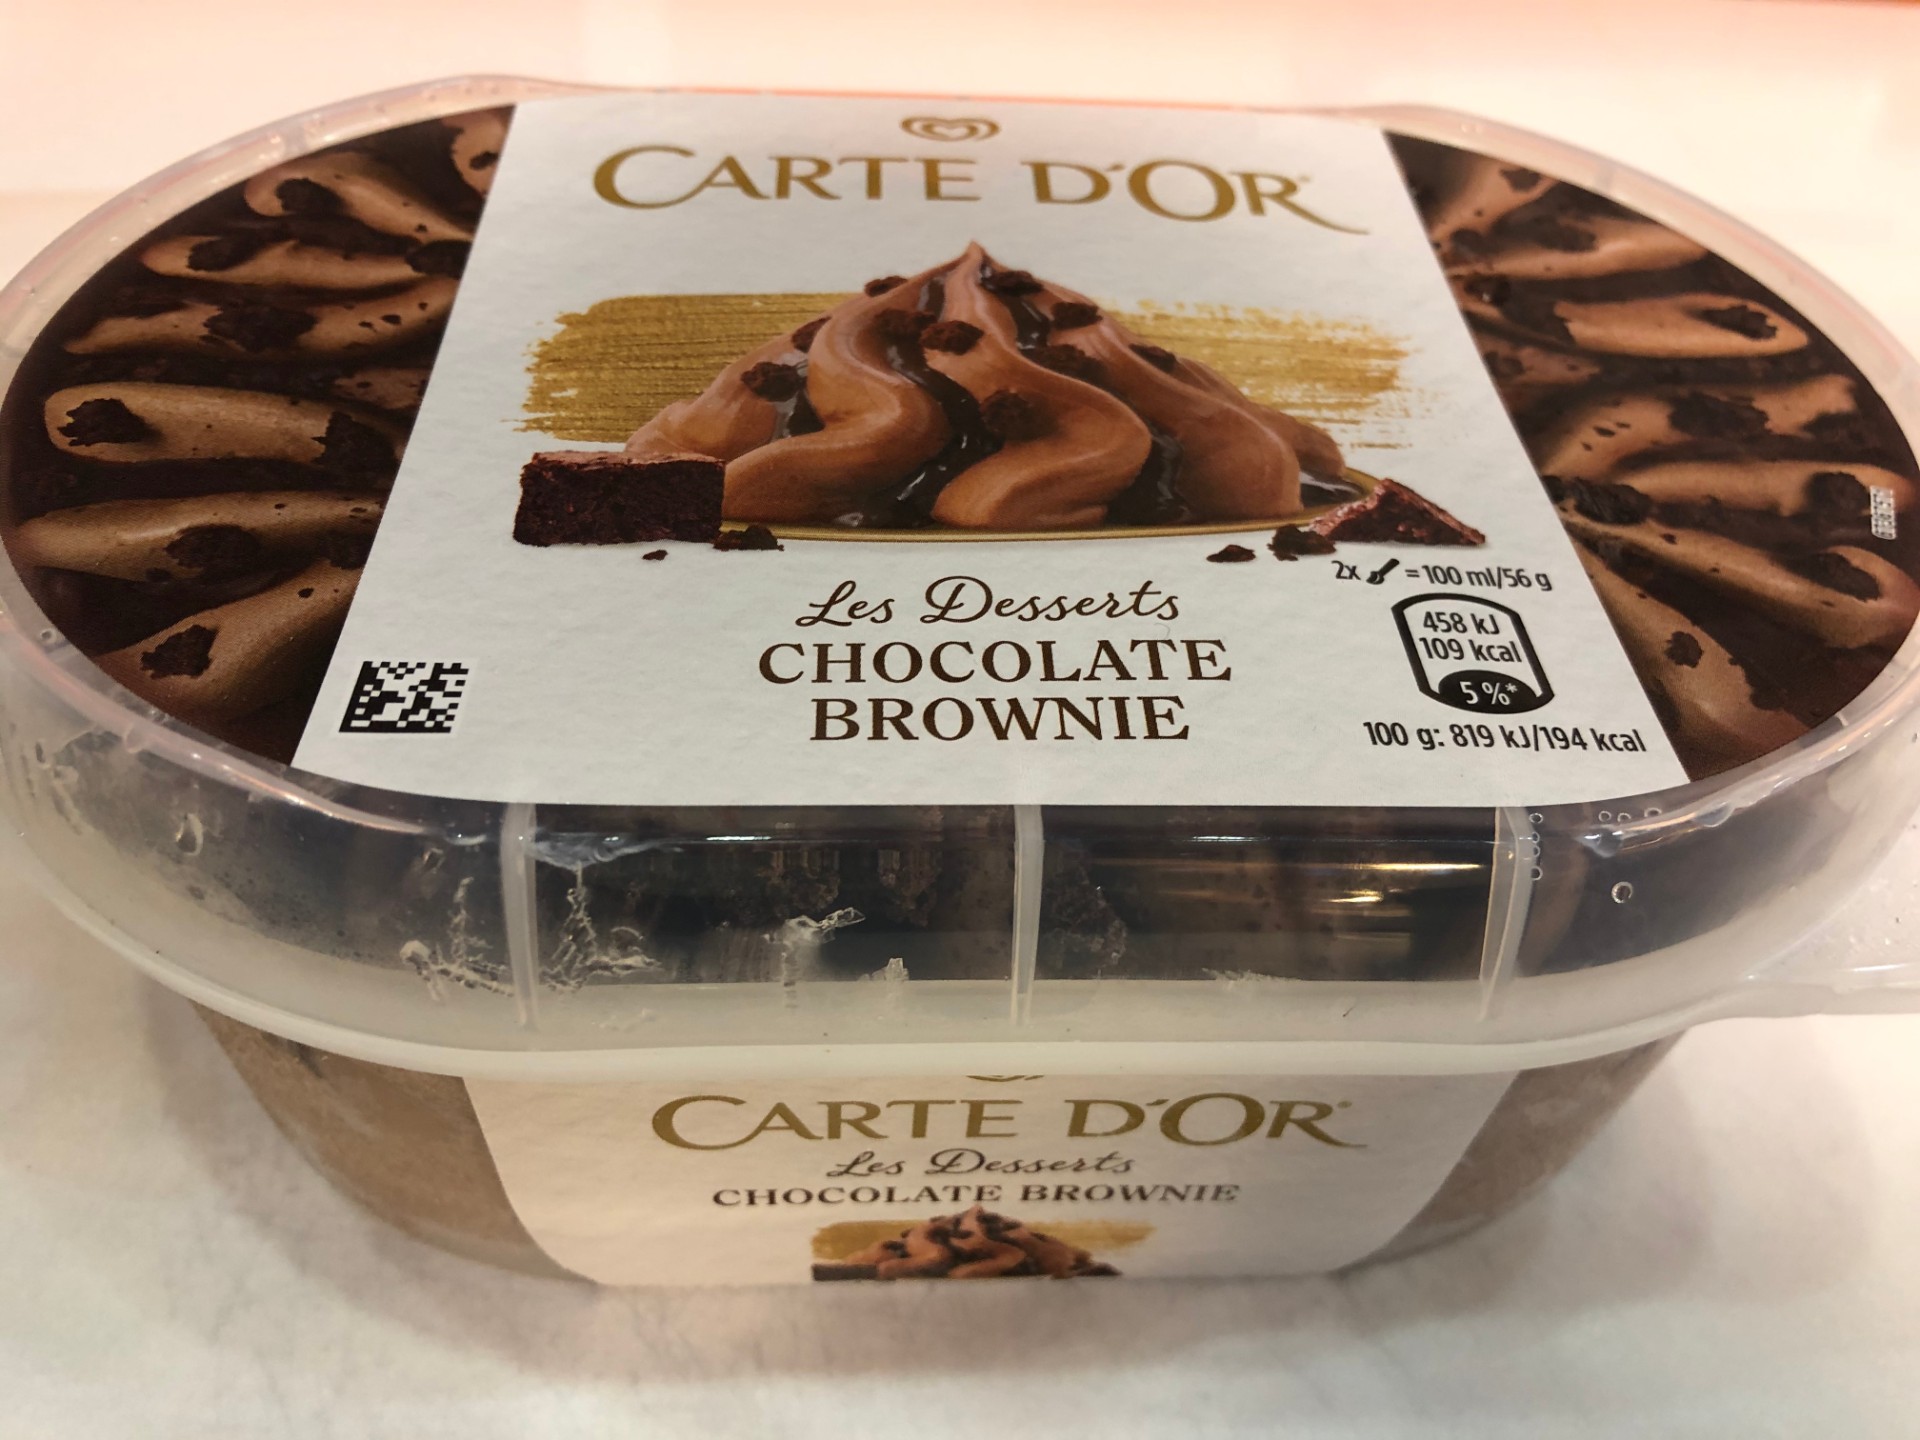 CARTE D'OR
Les Desserts
CHOCOLATE
BROWNIE
2x = 100 ml/56 g
458 kJ
109 kcal
5 %*
100 g: 819 kJ/194 kcal
CARTE D'OR
Les Desserts
CHOCOLATE BROWNIE